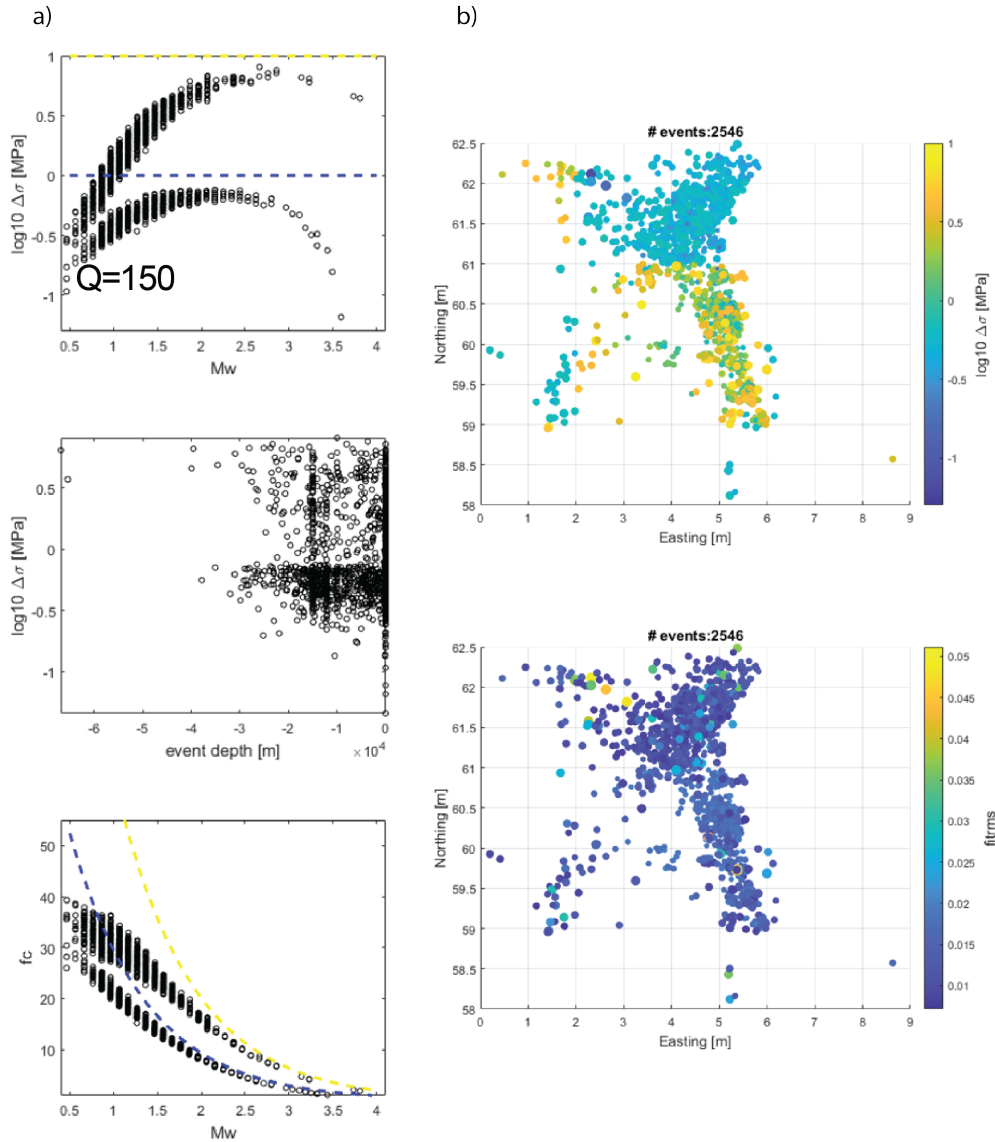 a)
1
0.5
0
-0.5
-1
log10 Δσ [MPa]
Q=150
0.5 1 1.5 2 2.5 3 3.5 4
Mw
0.5
0
-0.5
-1
log10 Δσ [MPa]
-6 -4 -2 0
event depth [m]
×10⁴
50
40
30
20
10
fc
0.5 1 1.5 2 2.5 3 3.5 4
Mw
b)
# events:2546
62.5
62
61.5
61
60.5
60
59.5
59
58.5
58
Northing [m]
0 1 2 3 4 5 6 7 8 9
Easting [m]
1
0.5
0
-0.5
-1
log10 Δσ [MPa]
# events:2546
62.5
62
61.5
61
60.5
60
59.5
59
58.5
58
Northing [m]
0 1 2 3 4 5 6 7 8 9
Easting [m]
0.05
0.045
0.04
0.035
0.03
0.025
0.02
0.015
0.01
fitrms